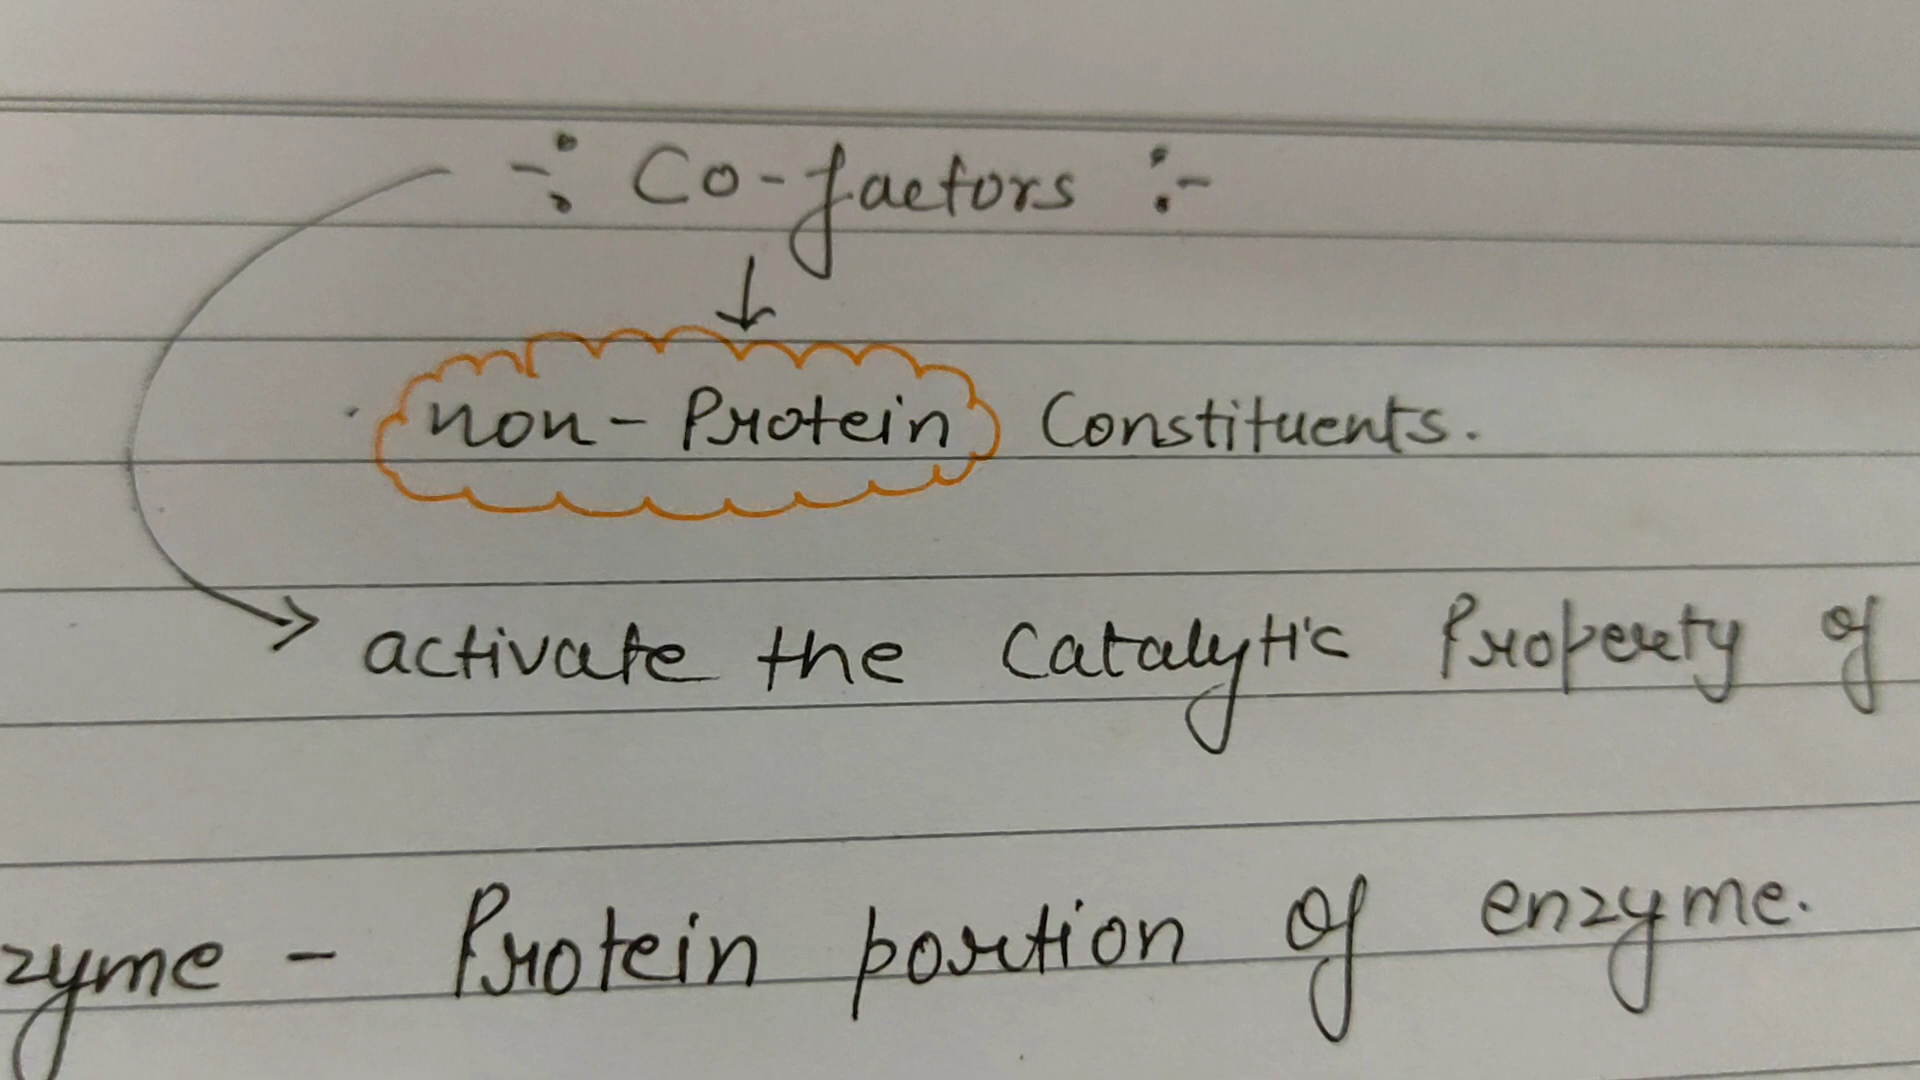 -: Co-factors :-
non-Protein Constituents.
activate the Catalytic Property of
zyme - Protein portion of enzyme.